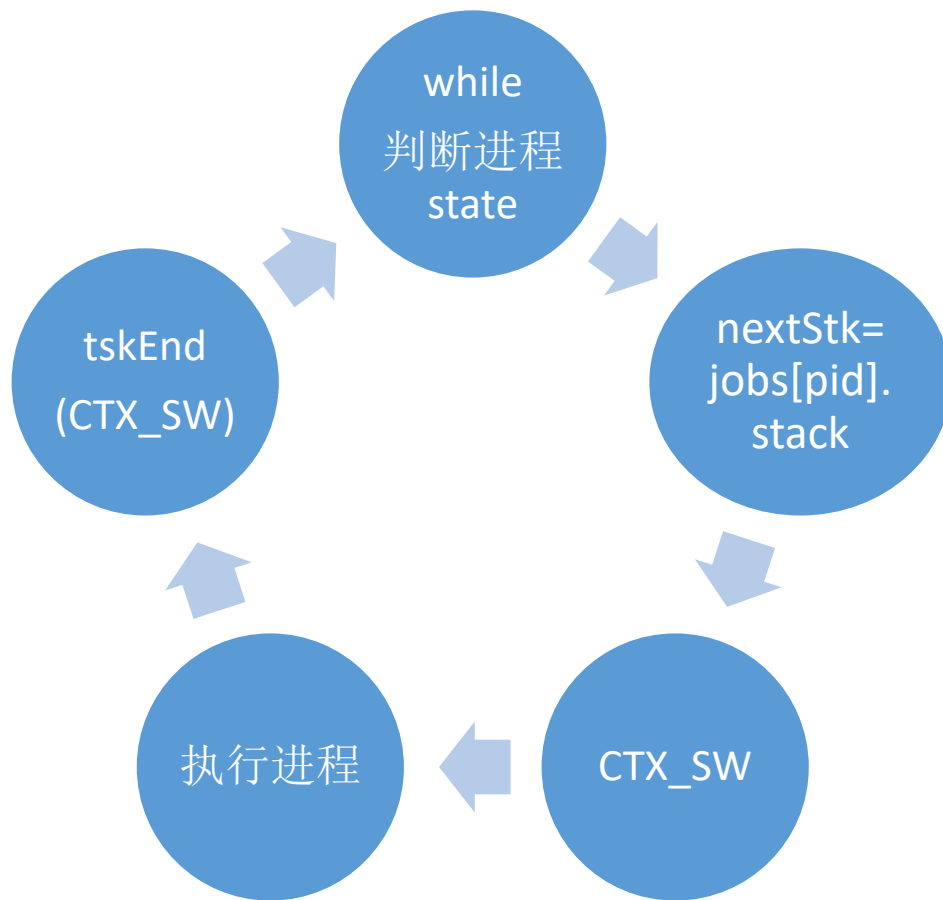 while
判断进程
state
nextStk=
jobs[pid].
stack
CTX_SW
执行进程
tskEnd
(CTX_SW)